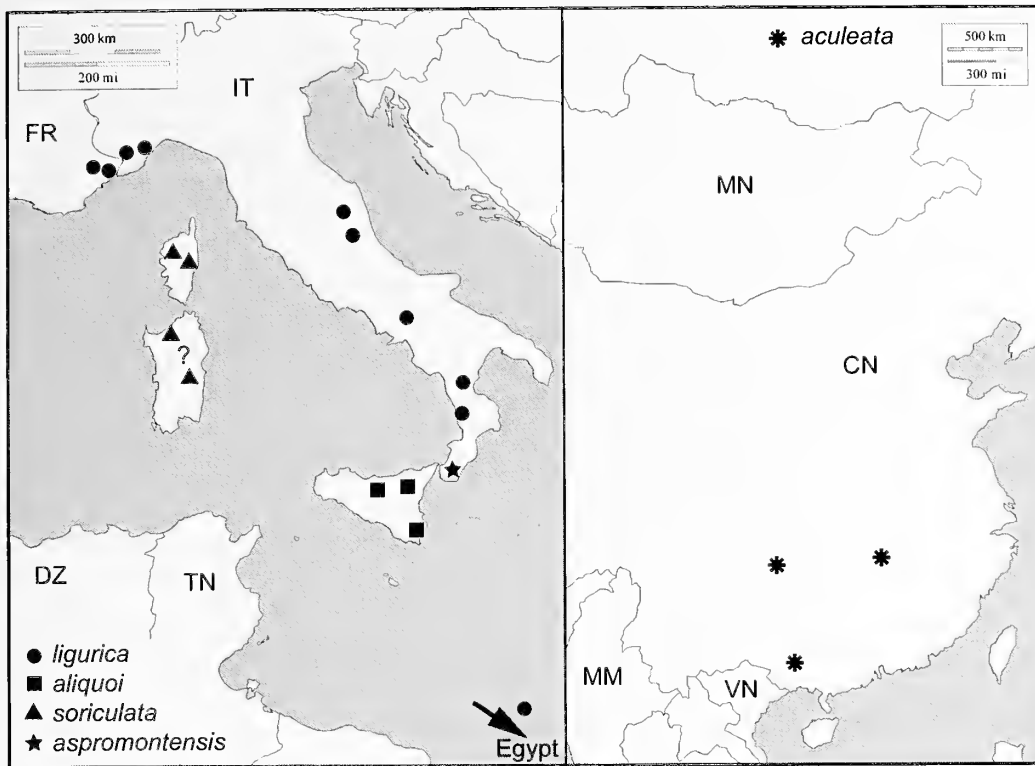 300 km
200 mi
IT
FR
?
DZ
TN
ligurica
aliquoi
soriculata
aspromontensis
Egypt
aculeata
500 km
300 mi
MN
CN
MM
VN